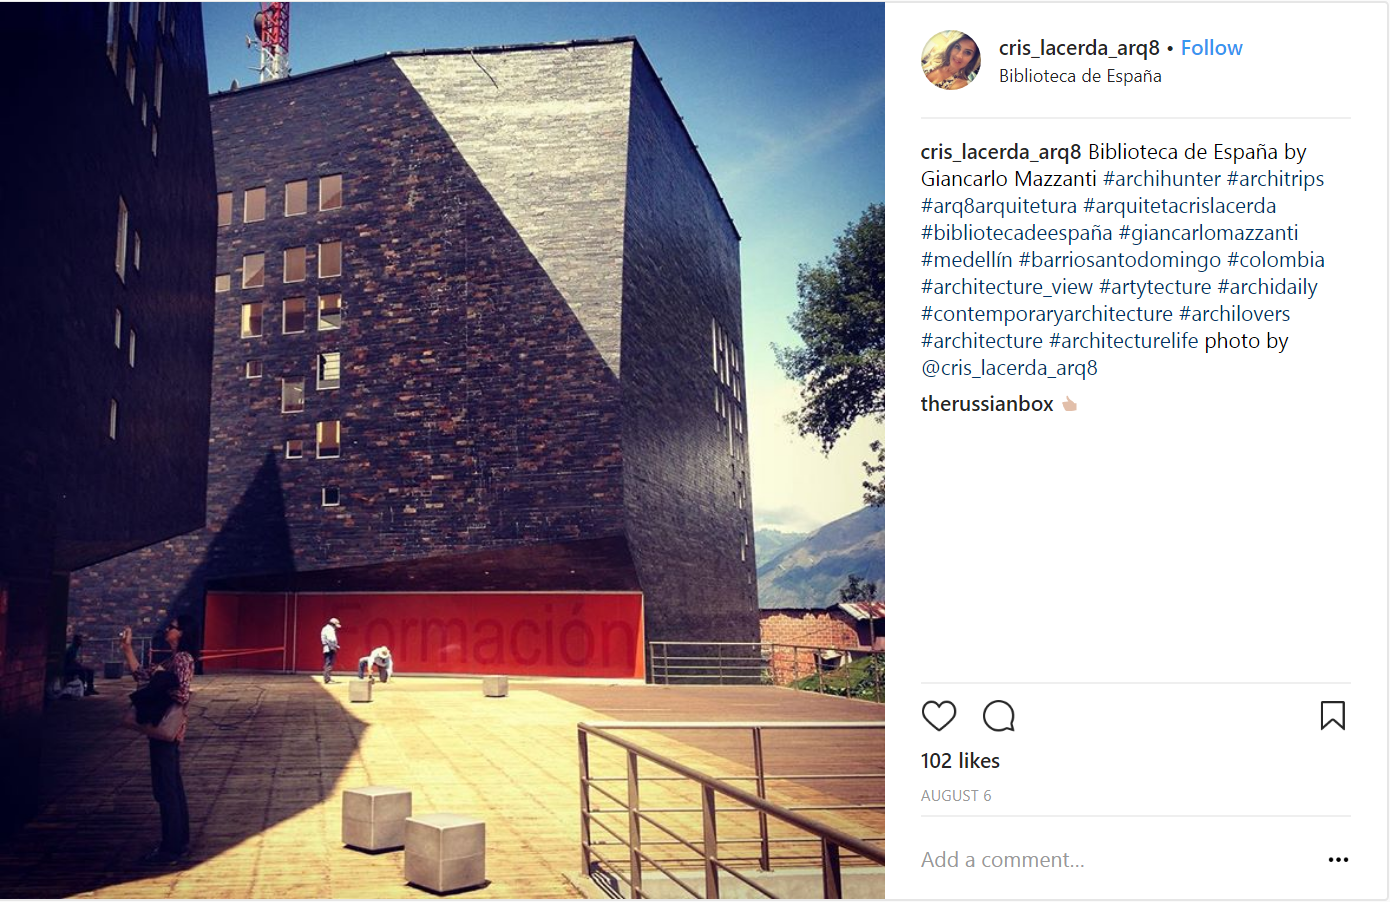 Formación
cris_lacerda_arq8 • Follow
Biblioteca de España
cris_lacerda_arq8 Biblioteca de España by
Giancarlo Mazzanti #archihunter #architrips
#arq8arquitetura #arquitetacrislacerda
#bibliotecadeespaña #giancarlomazzanti
#medellín #barriosantodomingo #colombia
#architecture_view #artytecture #archidaily
#contemporaryarchitecture #archilovers
#architecture #architecturelife photo by
@cris_lacerda_arq8
therussianbox 👍🏼
102 likes
AUGUST 6
Add a comment...